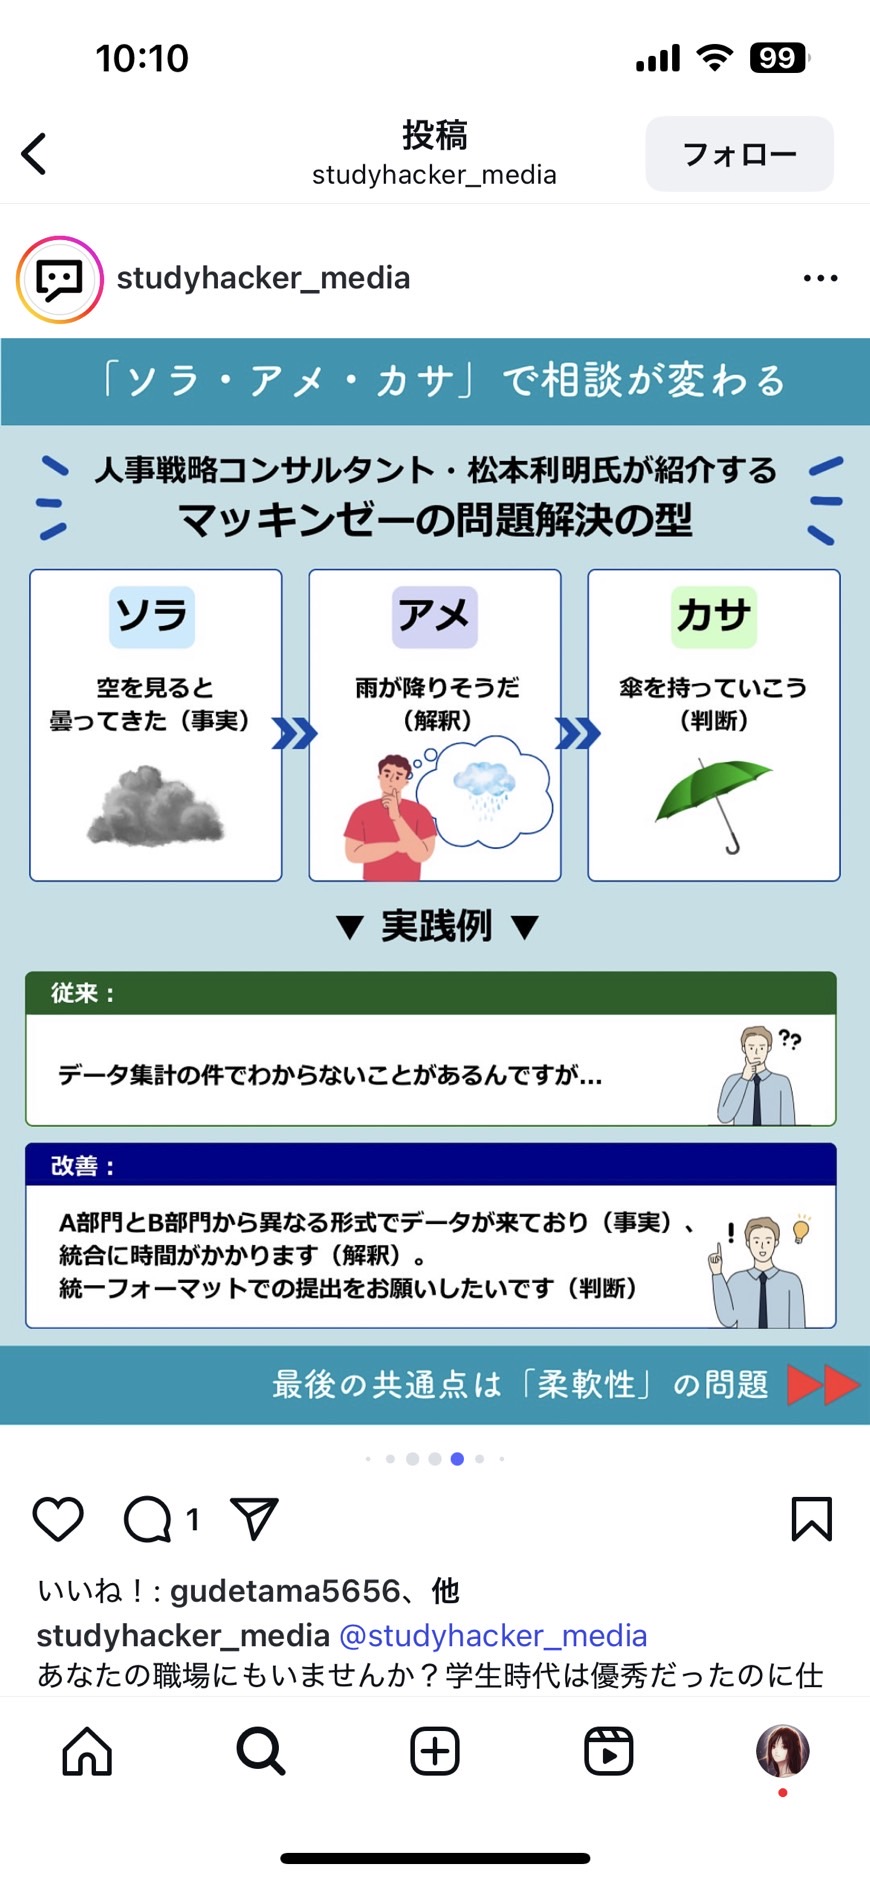 10:10
99
投稿
studyhacker_media
フォロー
studyhacker_media
「ソラ・アメ・カサ」で相談が変わる
人事戦略コンサルタント・松本利明氏が紹介する
マッキンゼーの問題解決の型
ソラ
空を見ると
曇ってきた（事実）
アメ
雨が降りそうだ
（解釈）
カサ
傘を持っていこう
（判断）
▼ 実践例 ▼
従来：
データ集計の件でわからないことがあるんですが...
??
改善：
A部門とB部門から異なる形式でデータが来ており（事実）、
統合に時間がかかります（解釈）。
統一フォーマットでの提出をお願いしたいです（判断）
!
最後の共通点は「柔軟性」の問題
1
いいね！: gudetama5656、他
studyhacker_media @studyhacker_media
あなたの職場にもいませんか？学生時代は優秀だったのに仕